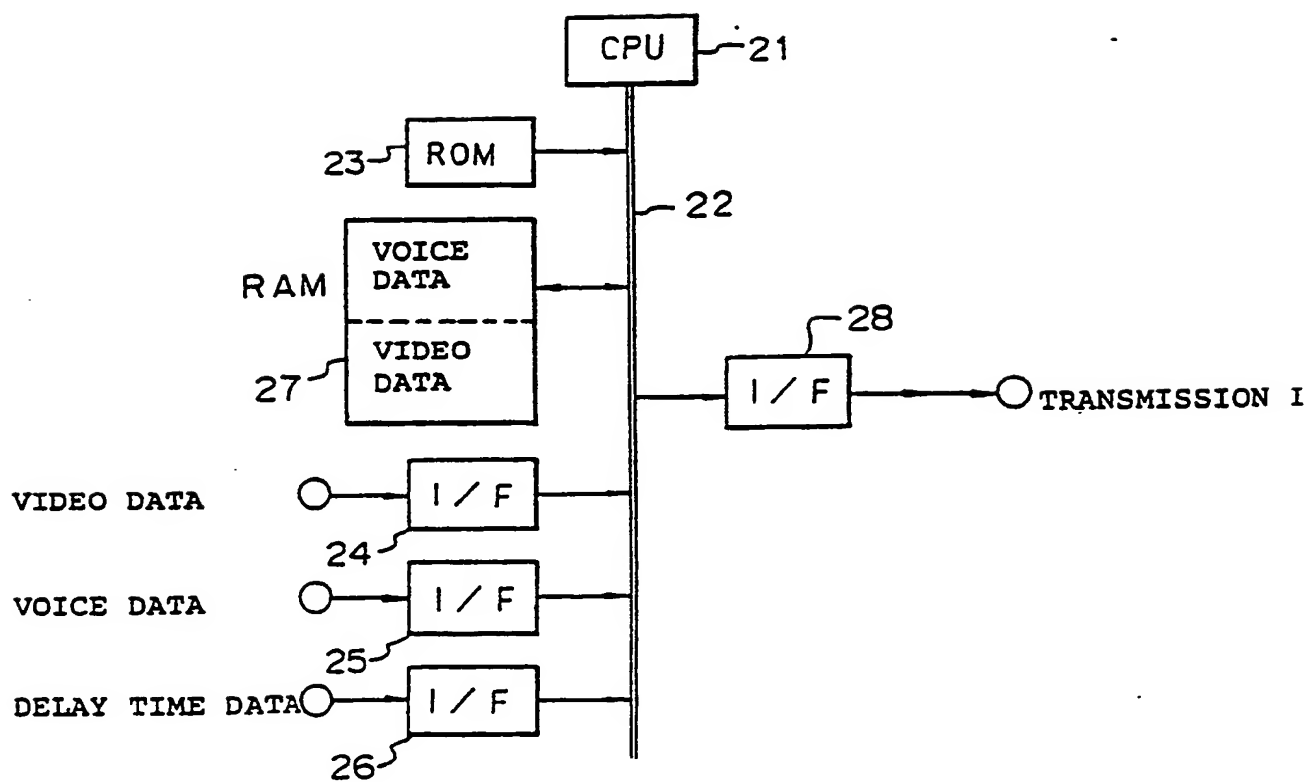 CPU
21
23
ROM
22
RAM
VOICE
DATA
VIDEO
DATA
27
28
I/F
TRANSMISSION I
VIDEO DATA
I/F
24
VOICE DATA
I/F
25
DELAY TIME DATA
I/F
26